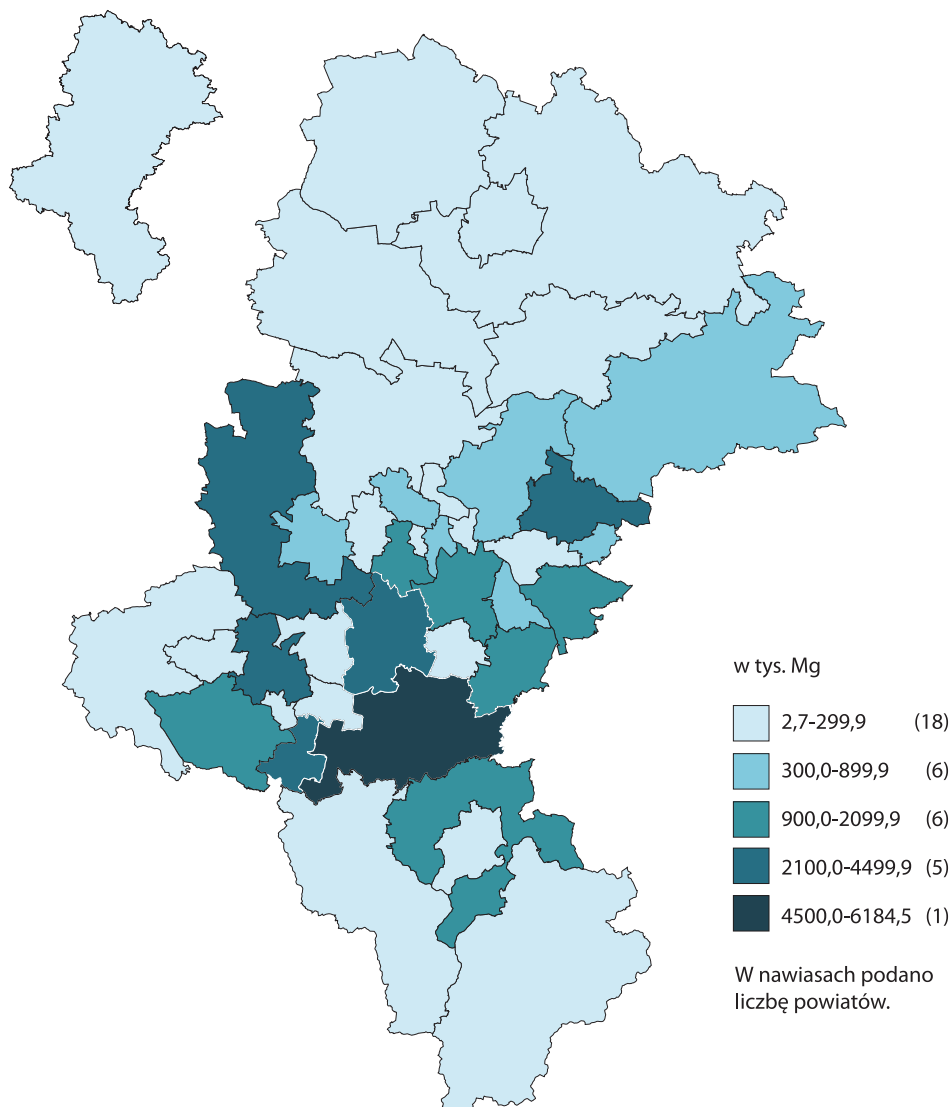 w tys. Mg
2,7-299,9 (18)
300,0-899,9 (6)
900,0-2099,9 (6)
2100,0-4499,9 (5)
4500,0-6184,5 (1)
W nawiasach podano
liczbę powiatów.